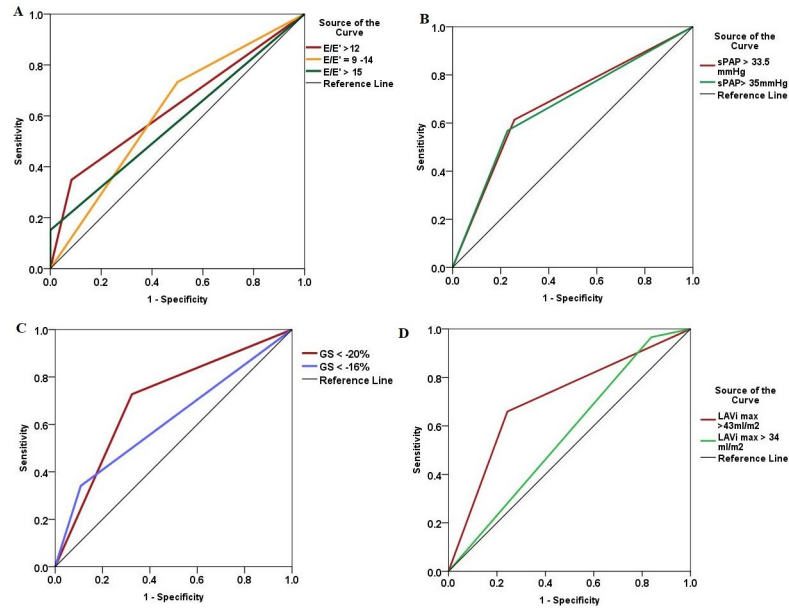 A
Source of the
Curve
E/E' >12
E/E' = 9 -14
E/E' > 15
Reference Line
1.0
0.8
0.6
0.4
0.2
0.0
Sensitivity
0.0 0.2 0.4 0.6 0.8 1.0
1 - Specificity
B
Source of the
Curve
sPAP > 33.5
mmHg
sPAP> 35mmHg
Reference Line
1.0
0.8
0.6
0.4
0.2
0.0
Sensitivity
0.0 0.2 0.4 0.6 0.8 1.0
1 - Specificity
C
GS < -20%
GS < -16%
Reference Line
1.0
0.8
0.6
0.4
0.2
0.0
Sensitivity
0.0 0.2 0.4 0.6 0.8 1.0
1 - Specificity
D
Source of the
Curve
LAVi max
>43ml/m2
LAVi max > 34
ml/m2
Reference Line
1.0
0.8
0.6
0.4
0.2
0.0
Sensitivity
0.0 0.2 0.4 0.6 0.8 1.0
1 - Specificity